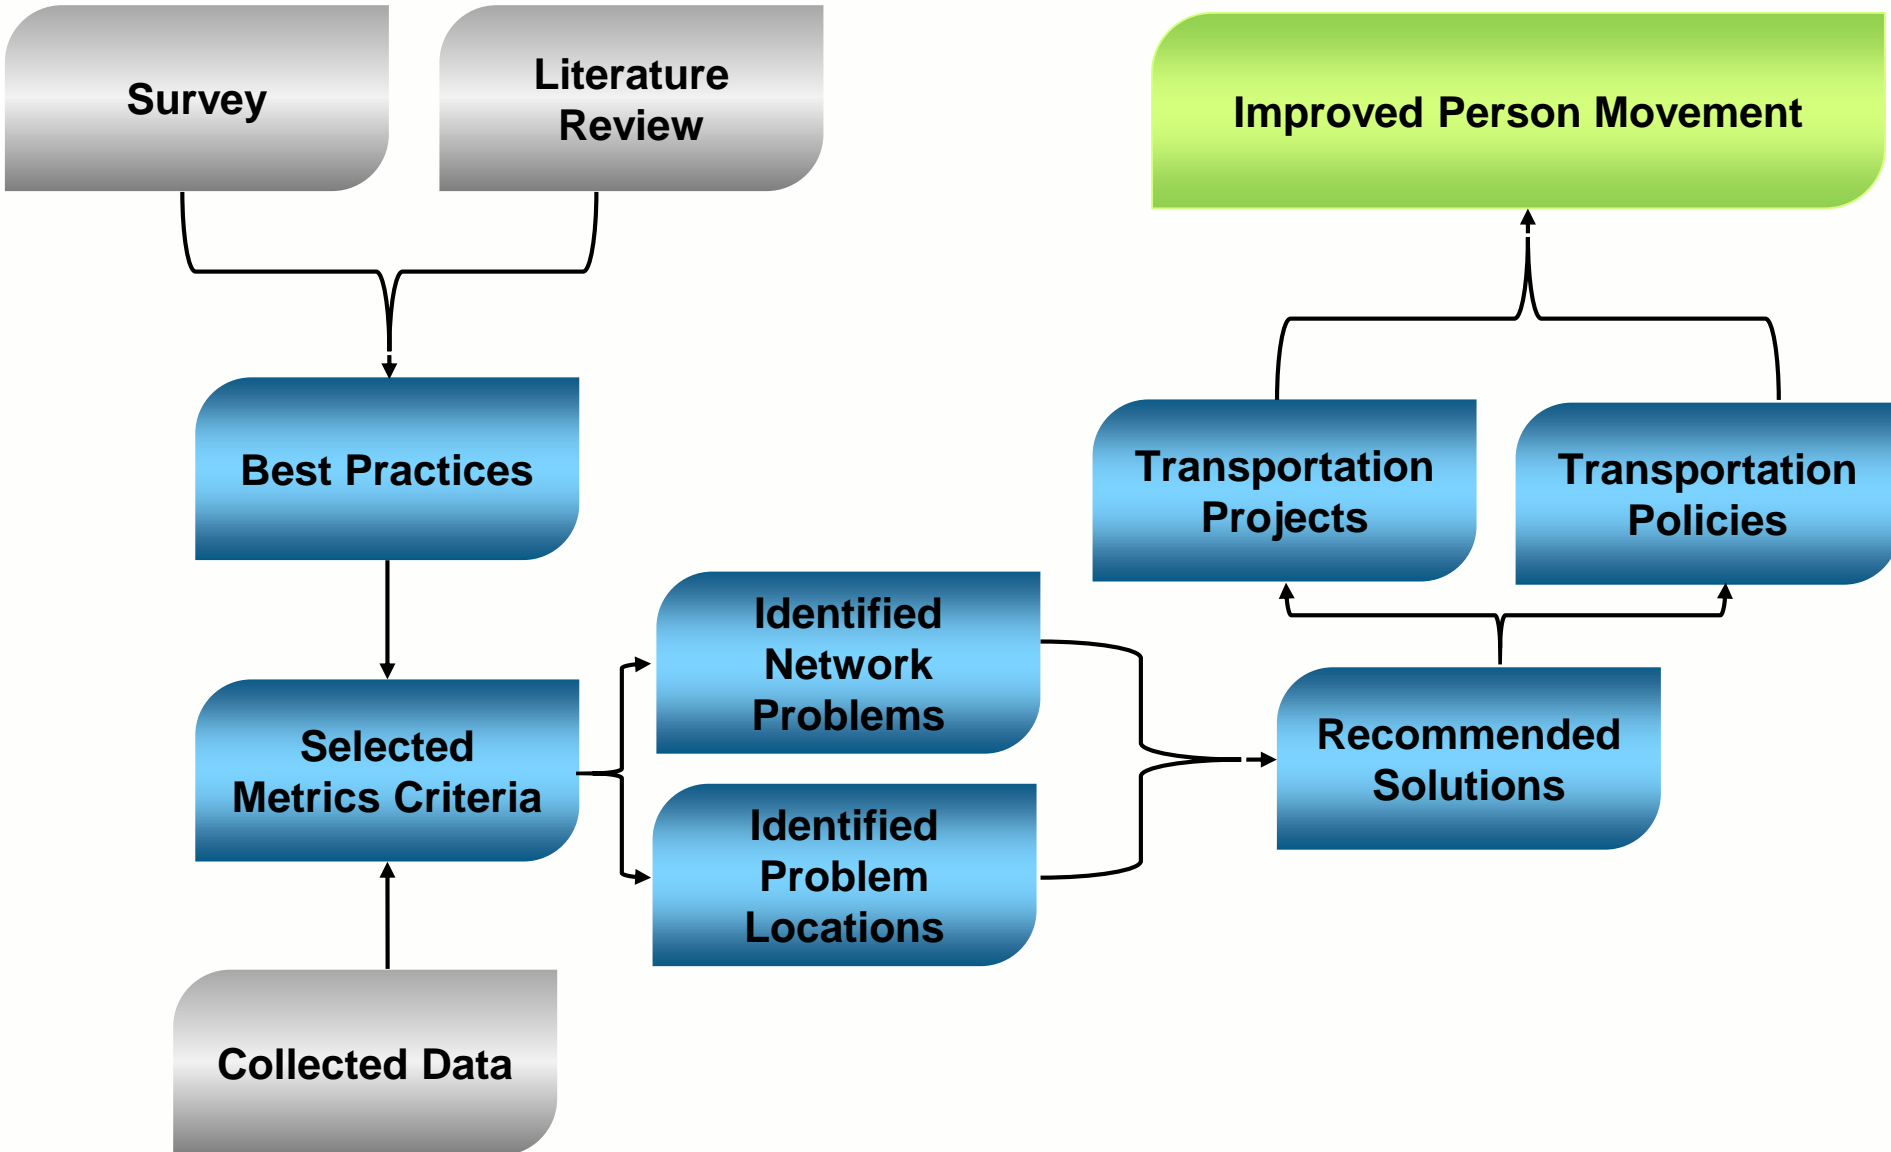 Survey
Literature
Review
Improved Person Movement
Best Practices
Transportation
Projects
Transportation
Policies
Identified
Network
Problems
Selected
Metrics Criteria
Recommended
Solutions
Identified
Problem
Locations
Collected Data